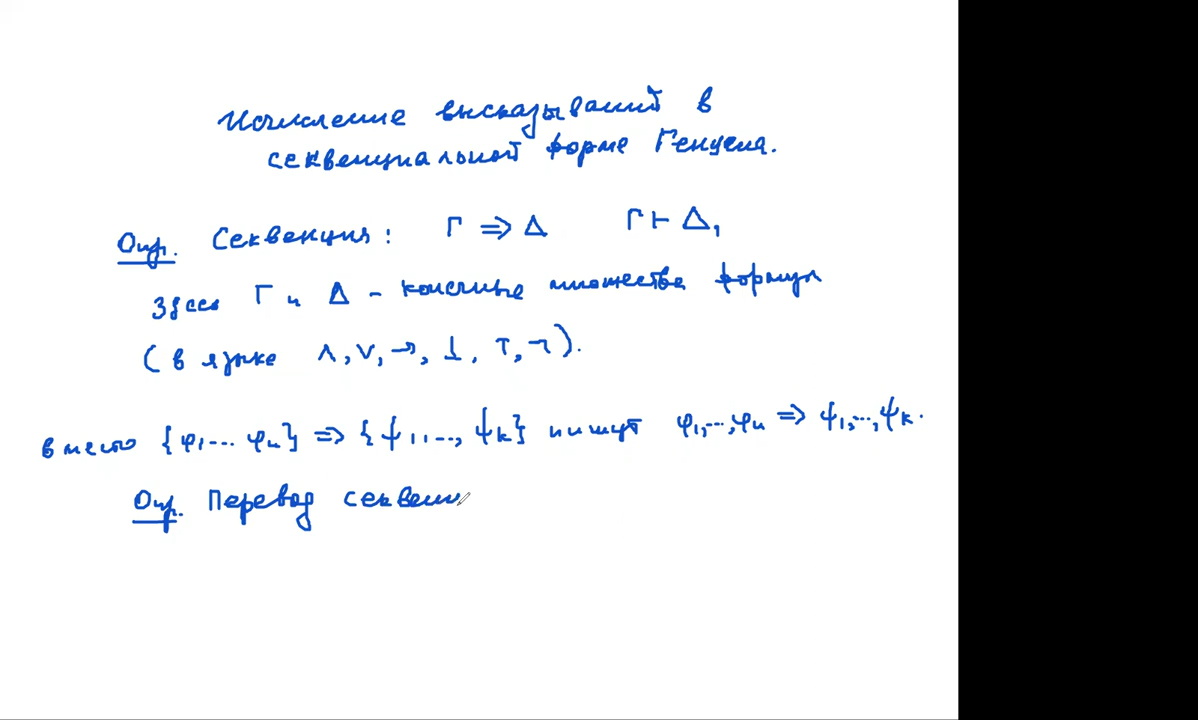 Исчисление высказываний в
секвенциальной форме Генцена.
Опр. Секвенция: Γ ⇒ Δ Γ ⊢ Δ,
Здесь Γ и Δ - конечные множества формул
(в языке ∧, ∨, →, ⊥, ⊤, ¬).
вместо {φ₁... φₙ} ⇒ {ψ₁,..., ψₖ} пишут φ₁,...,φₙ ⇒ ψ₁,...,ψₖ.
Опр. Перевод секвен